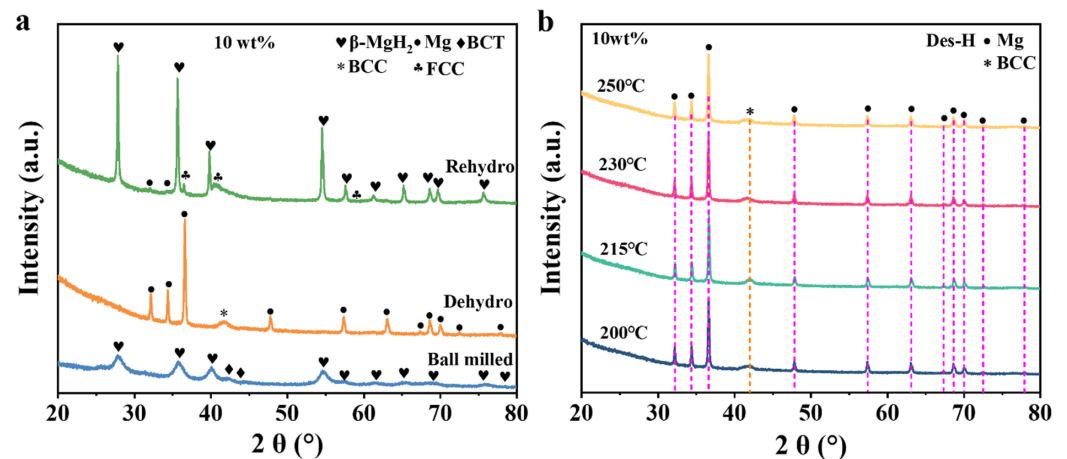 a
10 wt%
♥β-MgH₂ •Mg ♦BCT
*BCC ♣FCC
Rehydro
Dehydro
Ball milled
Intensity (a.u.)
20 30 40 50 60 70 80
2 θ (°)
b
10wt%
Des-H • Mg
* BCC
250℃
230℃
215℃
200℃
Intensity (a.u.)
20 30 40 50 60 70 80
2 θ (°)